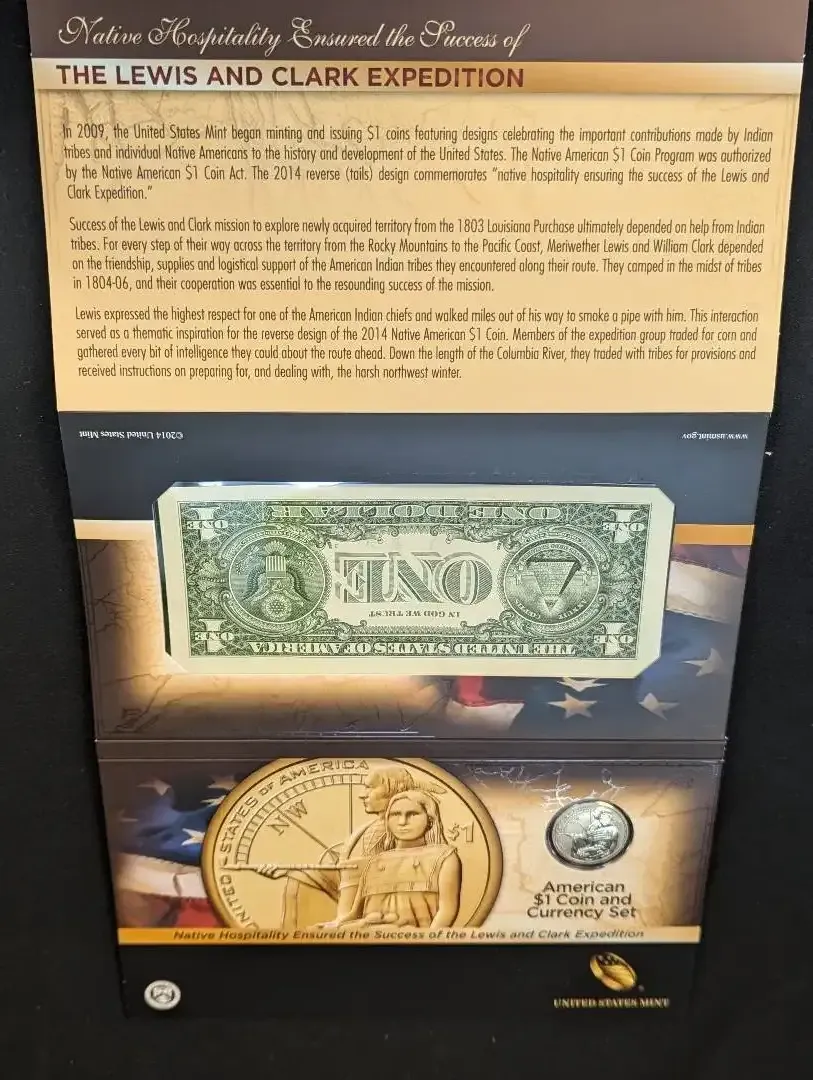 Native Hospitality Ensured the Success of
THE LEWIS AND CLARK EXPEDITION
In 2009, the United States Mint began minting and issuing $1 coins featuring designs celebrating the important contributions made by Indian
tribes and individual Native Americans to the history and development of the United States. The Native American $1 Coin Program was authorized
by the Native American $1 Coin Act. The 2014 reverse (tails) design commemorates "native hospitality ensuring the success of the Lewis and
Clark Expedition."
Success of the Lewis and Clark mission to explore newly acquired territory from the 1803 Louisiana Purchase ultimately depended on help from Indian
tribes. For every step of their way across the territory from the Rocky Mountains to the Pacific Coast, Meriwether Lewis and William Clark depended
on the friendship, supplies and logistical support of the American Indian tribes they encountered along their route. They camped in the midst of tribes
in 1804-06, and their cooperation was essential to the resounding success of the mission.
Lewis expressed the highest respect for one of the American Indian chiefs and walked miles out of his way to smoke a pipe with him. This interaction
served as a thematic inspiration for the reverse design of the 2014 Native American $1 Coin. Members of the expedition group traded for corn and
gathered every bit of intelligence they could about the route ahead. Down the length of the Columbia River, they traded with tribes for provisions and
received instructions on preparing for, and dealing with, the harsh northwest winter.
©2014 United States Mint
www.usmint.gov
ONE DOLLAR
1 ONE
1 ONE
ONE
IN GOD WE TRUST
1 ONE
1 ONE
THE UNITED STATES OF AMERICA
UNITED STATES OF AMERICA
NW
$1
American
$1 Coin and
Currency Set
Native Hospitality Ensured the Success of the Lewis and Clark Expedition
UNITED STATES MINT